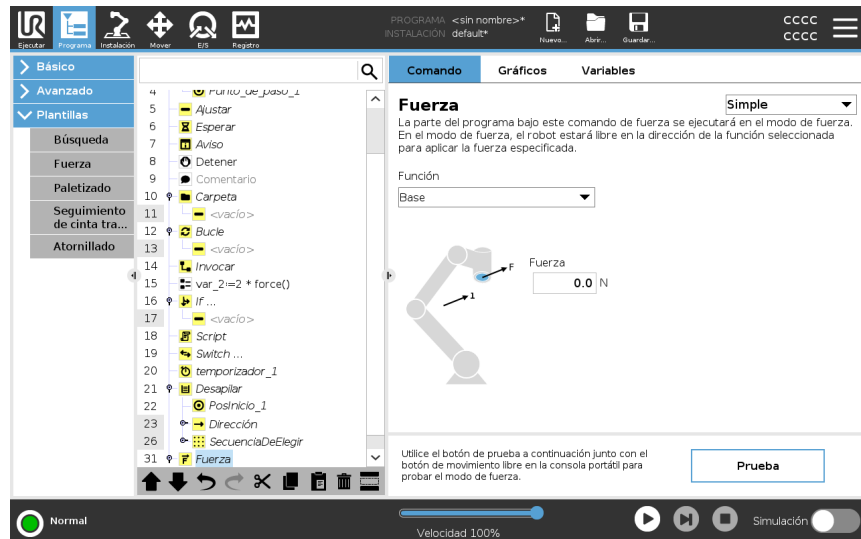 PROGRAMA <sin nombre>*
INSTALACIÓN default*
Ejecutar Programa Instalación Mover E/S Registro
Nuevo... Abrir... Guardar...
cccc
cccc
Básico
Avanzado
Plantillas
Búsqueda
Fuerza
Paletizado
Seguimiento
de cinta tra...
Atornillado
4 Punto_de_paso_1
5 Ajustar
6 Esperar
7 Aviso
8 Detener
9 Comentario
10 Carpeta
11 <vacío>
12 Bucle
13 <vacío>
14 Invocar
15 var_2≔2 * force()
16 If ...
17 <vacío>
18 Script
19 Switch ...
20 temporizador_1
21 Desapilar
22 PosInicio_1
23 Dirección
26 SecuenciaDeElegir
31 Fuerza
Comando Gráficos Variables
Fuerza
Simple
La parte del programa bajo este comando de fuerza se ejecutará en el modo de fuerza.
En el modo de fuerza, el robot estará libre en la dirección de la función seleccionada
para aplicar la fuerza especificada.
Función
Base
F
1
Fuerza
0.0 N
Utilice el botón de prueba a continuación junto con el
botón de movimiento libre en la consola portátil para
probar el modo de fuerza.
Prueba
Normal
Velocidad 100%
Simulación